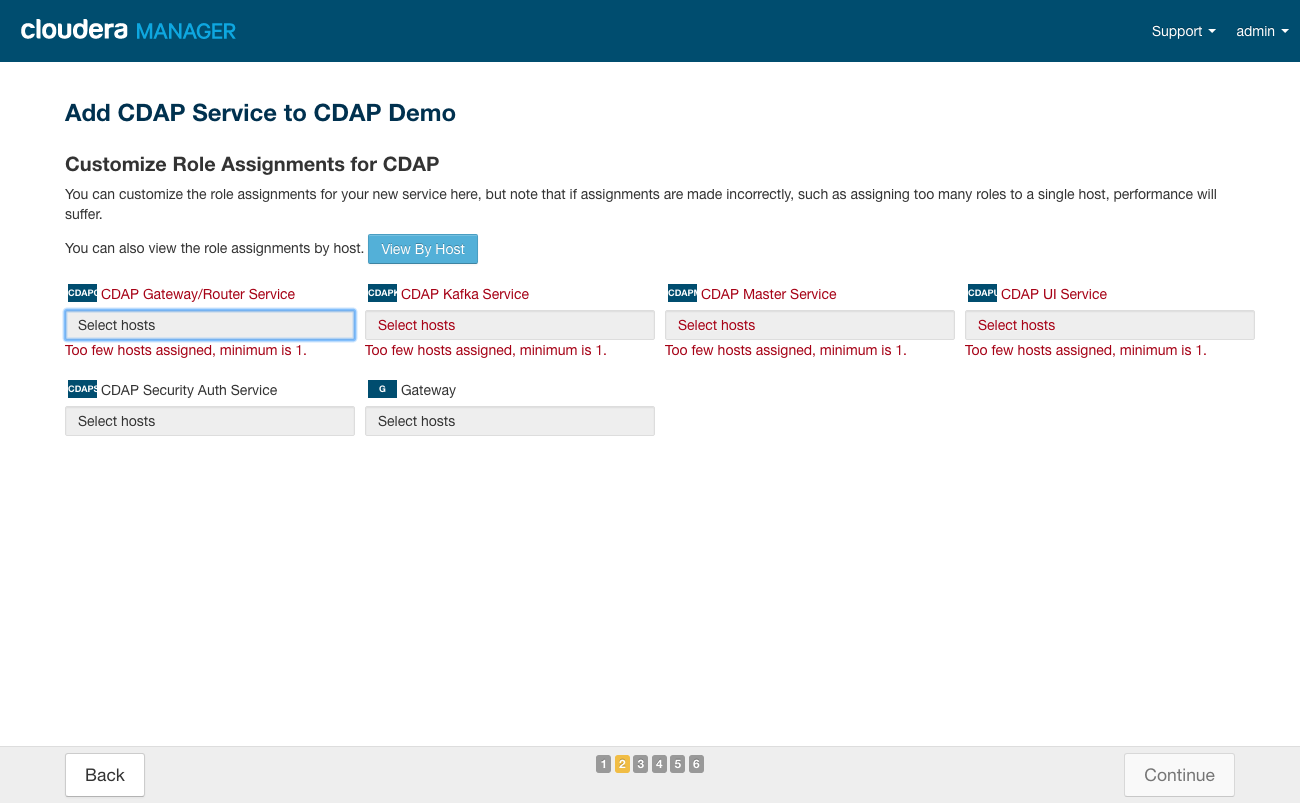 cloudera MANAGER
Support
admin
Add CDAP Service to CDAP Demo
Customize Role Assignments for CDAP
You can customize the role assignments for your new service here, but note that if assignments are made incorrectly, such as assigning too many roles to a single host, performance will
suffer.
You can also view the role assignments by host. View By Host
CDAPG CDAP Gateway/Router Service
Select hosts
Too few hosts assigned, minimum is 1.
CDAPK CDAP Kafka Service
Select hosts
Too few hosts assigned, minimum is 1.
CDAPM CDAP Master Service
Select hosts
Too few hosts assigned, minimum is 1.
CDAPU CDAP UI Service
Select hosts
Too few hosts assigned, minimum is 1.
CDAPS CDAP Security Auth Service
Select hosts
G Gateway
Select hosts
Back
1 2 3 4 5 6
Continue